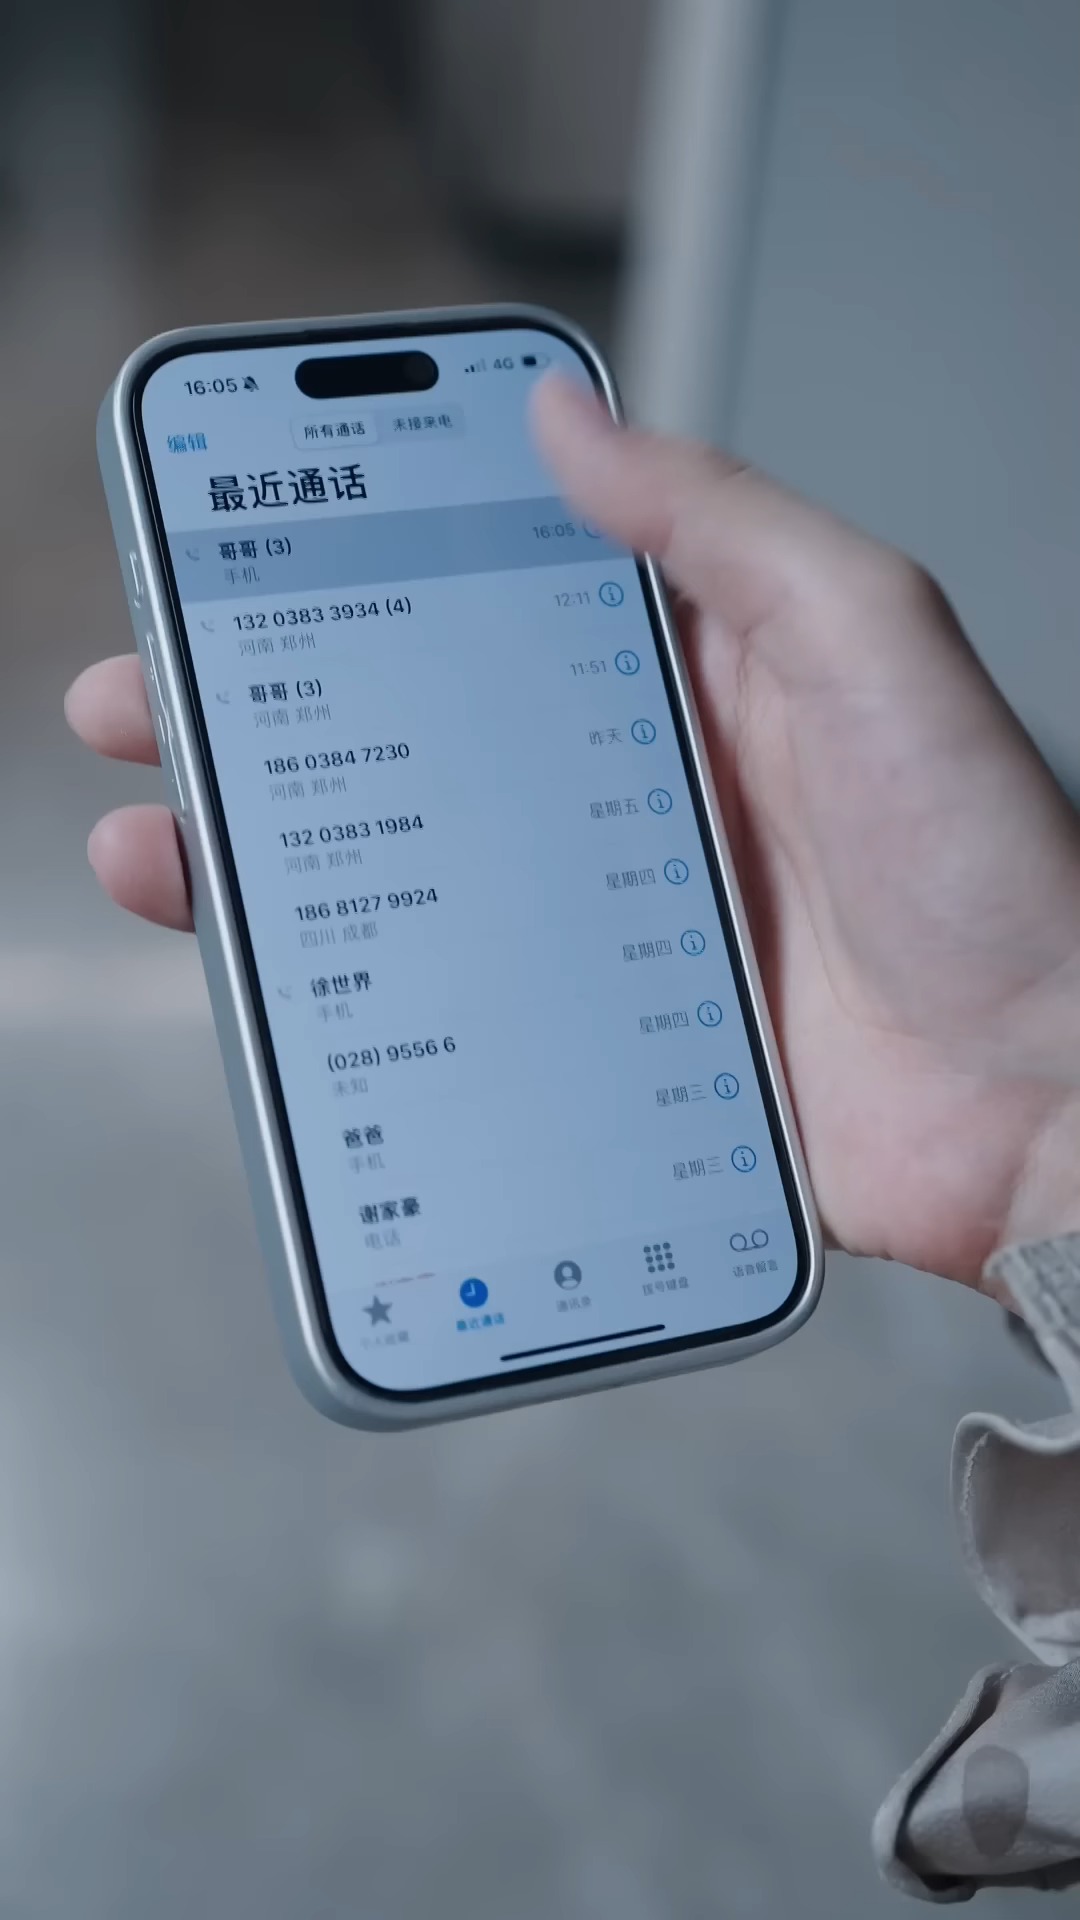 16:05
4G
编辑
所有通话
未接来电
最近通话
哥哥 (3)
16:05
手机
132 0383 3934 (4)
12:11
河南 郑州
哥哥 (3)
11:51
河南 郑州
186 0384 7230
昨天
河南 郑州
132 0383 1984
星期五
河南 郑州
186 8127 9924
星期四
四川 成都
徐世界
星期四
手机
(028) 9556 6
星期四
未知
爸爸
星期三
手机
谢家豪
星期三
电话
个人收藏
最近通话
通讯录
拨号键盘
语音留言